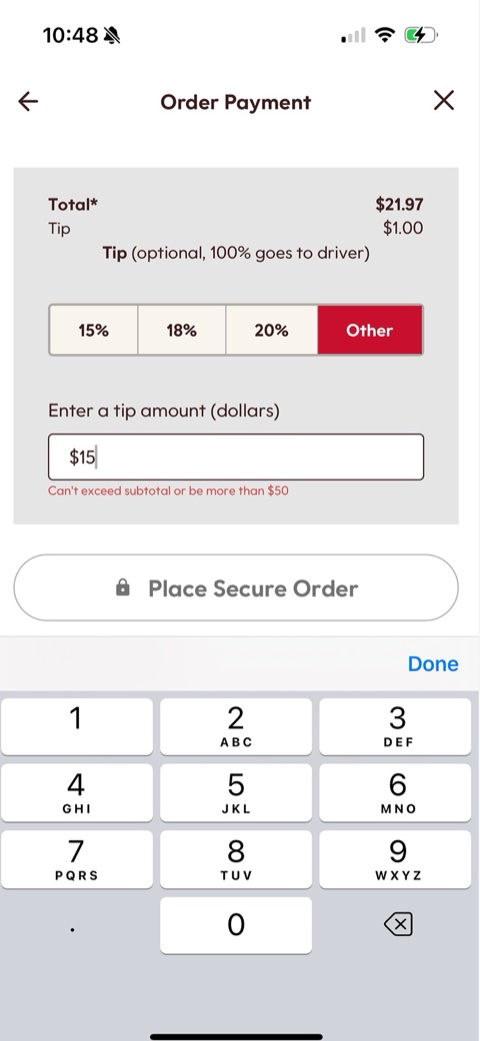 10:48
Order Payment
Total* $21.97
Tip $1.00
Tip (optional, 100% goes to driver)
15% 18% 20% Other
Enter a tip amount (dollars)
$15
Can't exceed subtotal or be more than $50
Place Secure Order
Done
1 2 3
ABC DEF
4 5 6
GHI JKL MNO
7 8 9
PQRS TUV WXYZ
. 0